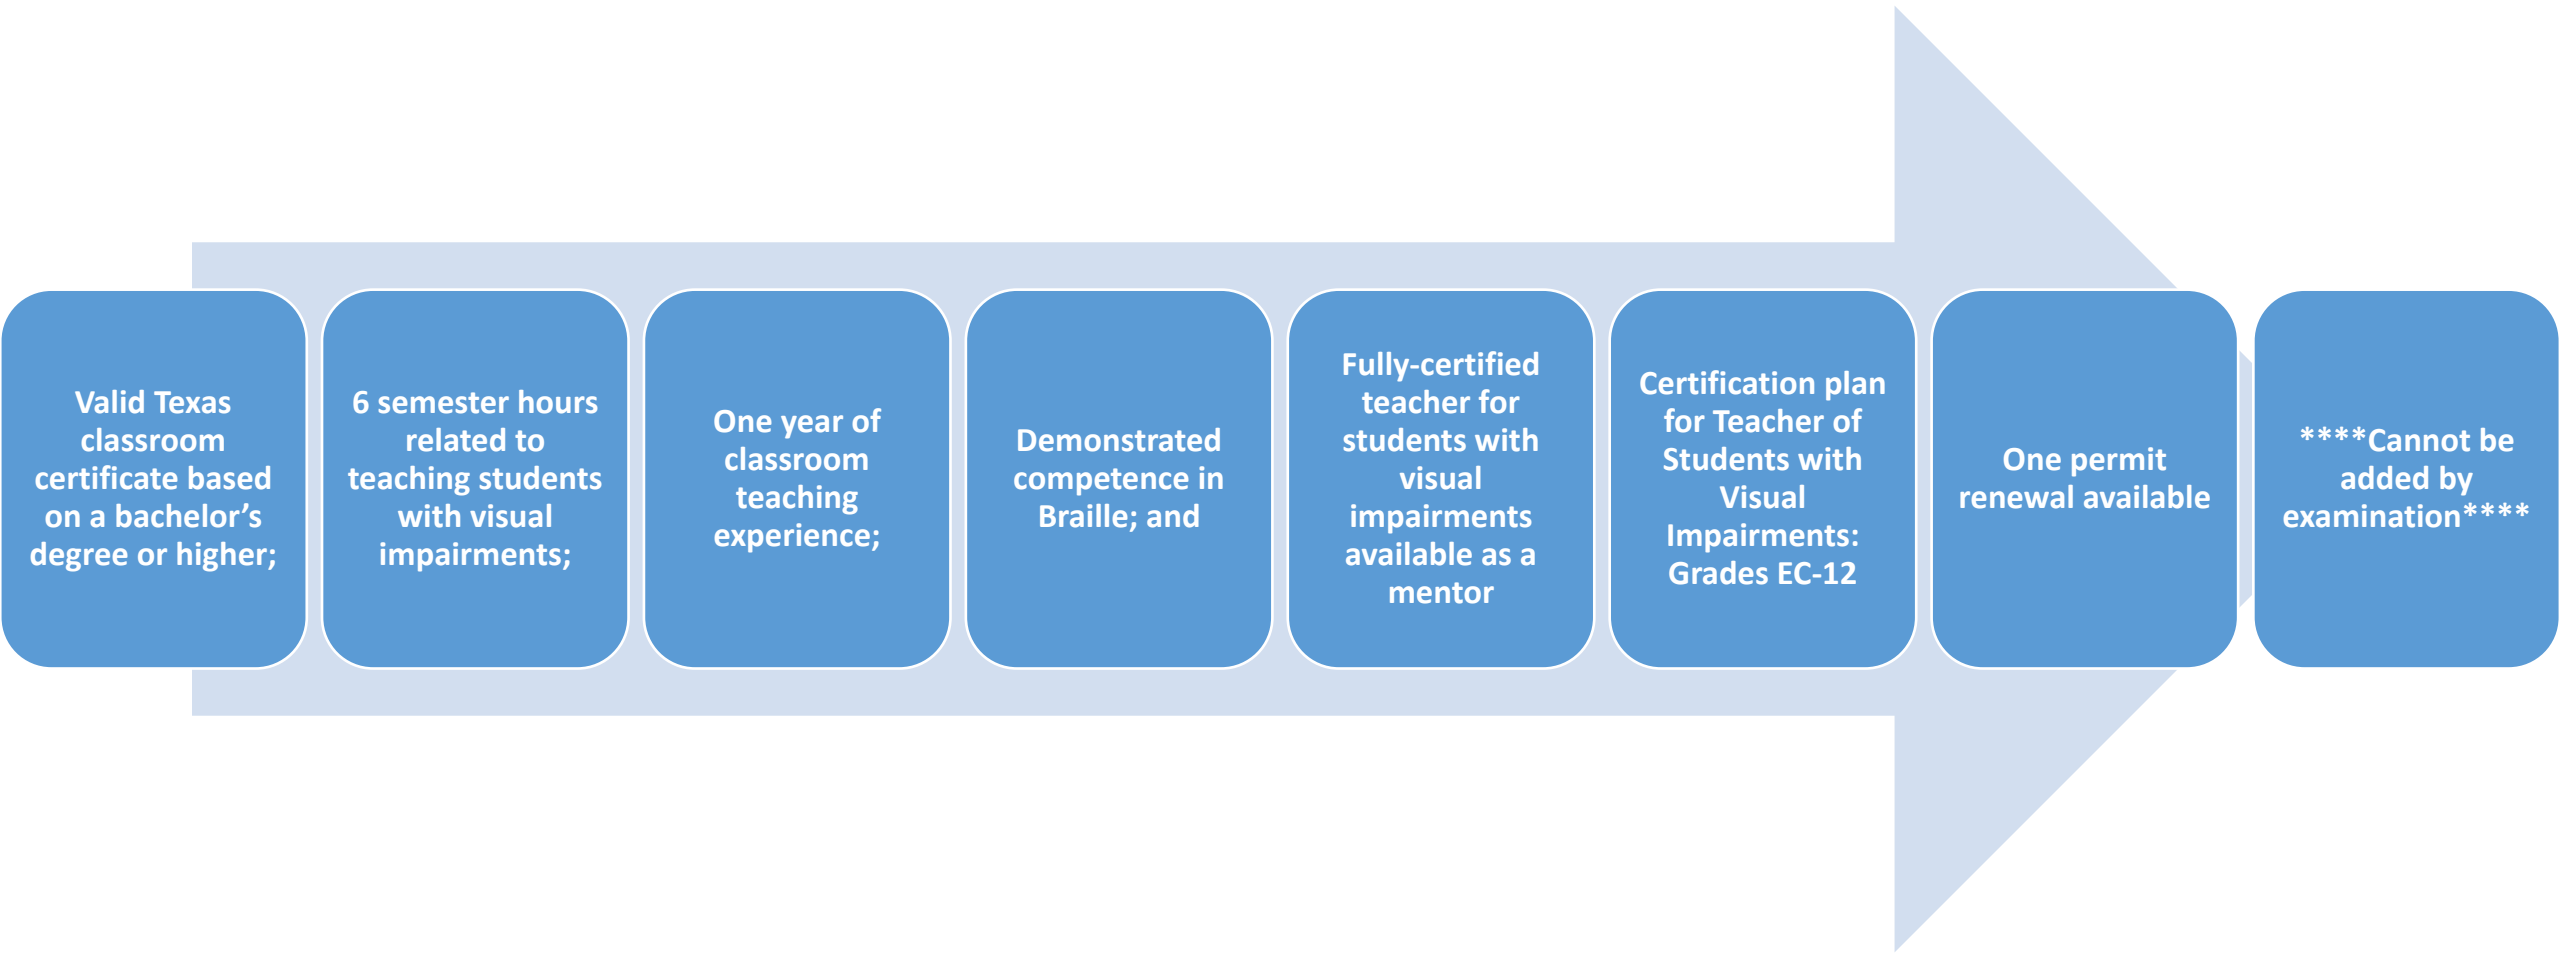 Valid Texas
classroom
certificate based
on a bachelor’s
degree or higher;
6 semester hours
related to
teaching students
with visual
impairments;
One year of
classroom
teaching
experience;
Demonstrated
competence in
Braille; and
Fully-certified
teacher for
students with
visual
impairments
available as a
mentor
Certification plan
for Teacher of
Students with
Visual
Impairments:
Grades EC-12
One permit
renewal available
****Cannot be
added by
examination****